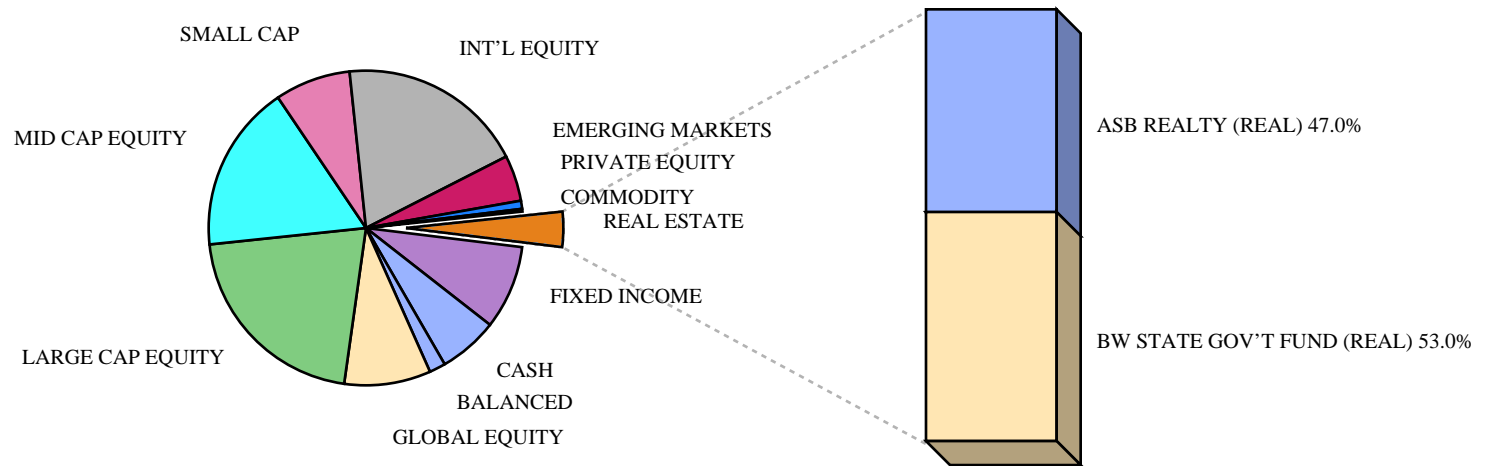 SMALL CAP
INT'L EQUITY
MID CAP EQUITY
EMERGING MARKETS
PRIVATE EQUITY
COMMODITY
REAL ESTATE
FIXED INCOME
LARGE CAP EQUITY
CASH
BALANCED
GLOBAL EQUITY
ASB REALTY (REAL) 47.0%
BW STATE GOV'T FUND (REAL) 53.0%